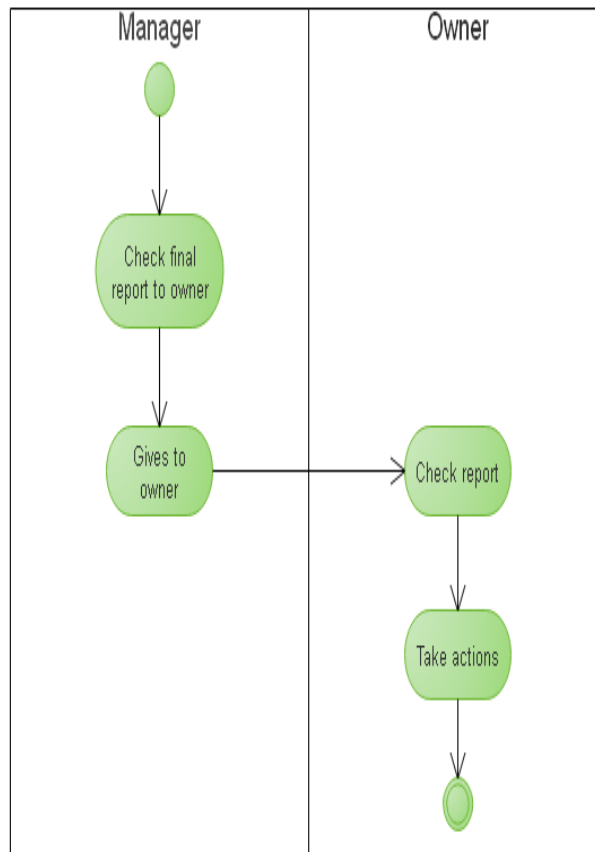 Manager
Owner
Check final
report to owner
Gives to
owner
Check report
Take actions